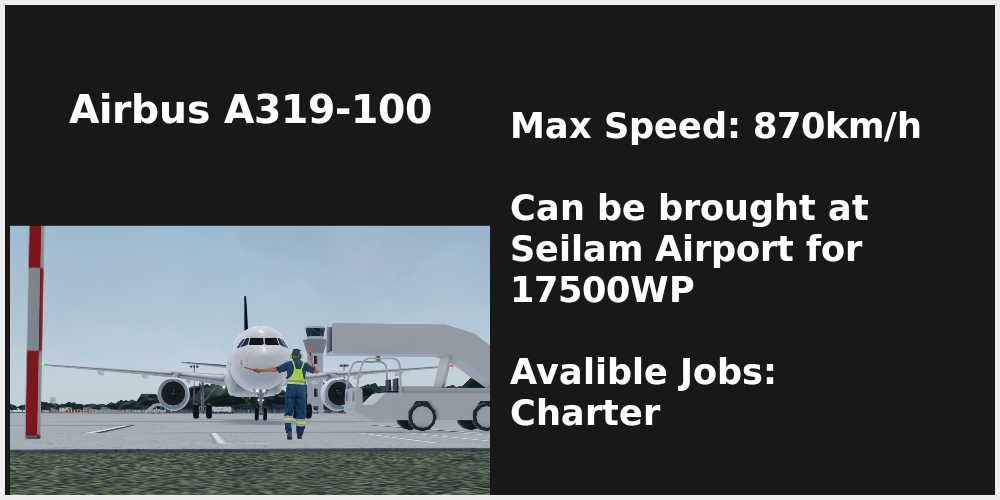 Airbus A319-100
Max Speed: 870km/h
Can be brought at
Seilam Airport for
17500WP
Avalible Jobs:
Charter